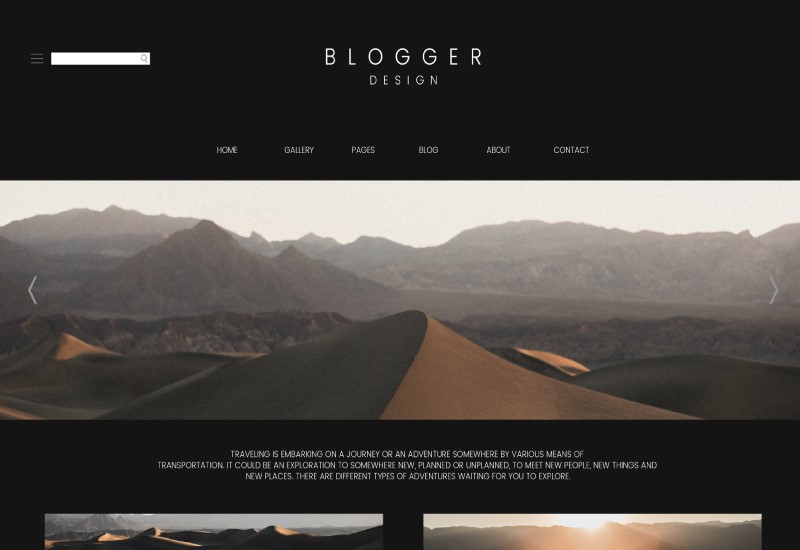 BLOGGER
DESIGN
HOME GALLERY PAGES BLOG ABOUT CONTACT
TRAVELING IS EMBARKING ON A JOURNEY OR AN ADVENTURE SOMEWHERE BY VARIOUS MEANS OF
TRANSPORTATION. IT COULD BE AN EXPLORATION TO SOMEWHERE NEW, PLANNED OR UNPLANNED, TO MEET NEW PEOPLE, NEW THINGS AND
NEW PLACES. THERE ARE DIFFERENT TYPES OF ADVENTURES WAITING FOR YOU TO EXPLORE.